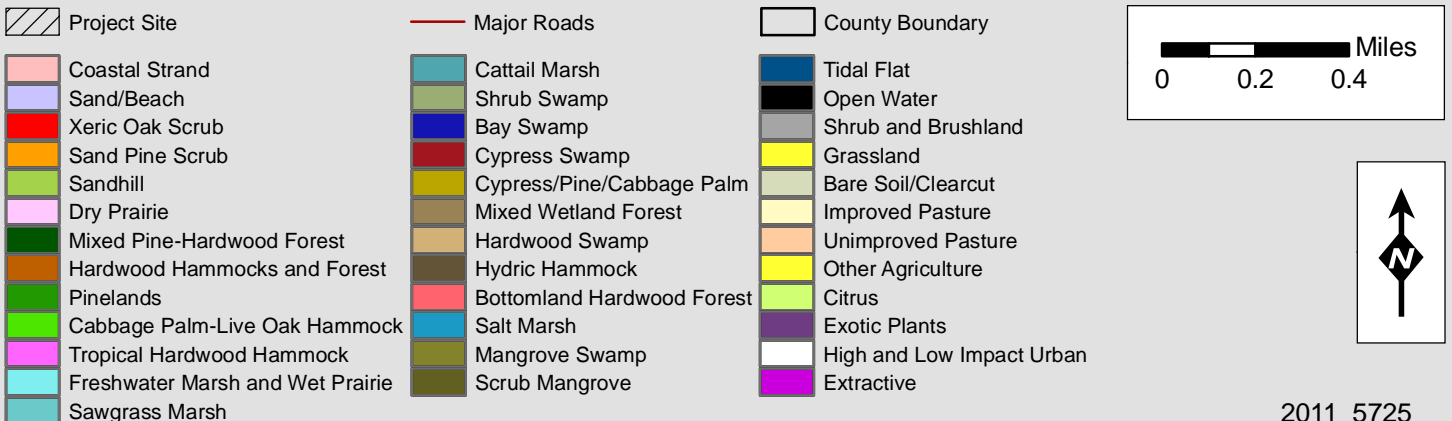 Project Site
Major Roads
County Boundary
Coastal Strand
Sand/Beach
Xeric Oak Scrub
Sand Pine Scrub
Sandhill
Dry Prairie
Mixed Pine-Hardwood Forest
Hardwood Hammocks and Forest
Pinelands
Cabbage Palm-Live Oak Hammock
Tropical Hardwood Hammock
Freshwater Marsh and Wet Prairie
Sawgrass Marsh
Cattail Marsh
Shrub Swamp
Bay Swamp
Cypress Swamp
Cypress/Pine/Cabbage Palm
Mixed Wetland Forest
Hardwood Swamp
Hydric Hammock
Bottomland Hardwood Forest
Salt Marsh
Mangrove Swamp
Scrub Mangrove
Tidal Flat
Open Water
Shrub and Brushland
Grassland
Bare Soil/Clearcut
Improved Pasture
Unimproved Pasture
Other Agriculture
Citrus
Exotic Plants
High and Low Impact Urban
Extractive
Miles
0 0.2 0.4
N
2011_5725